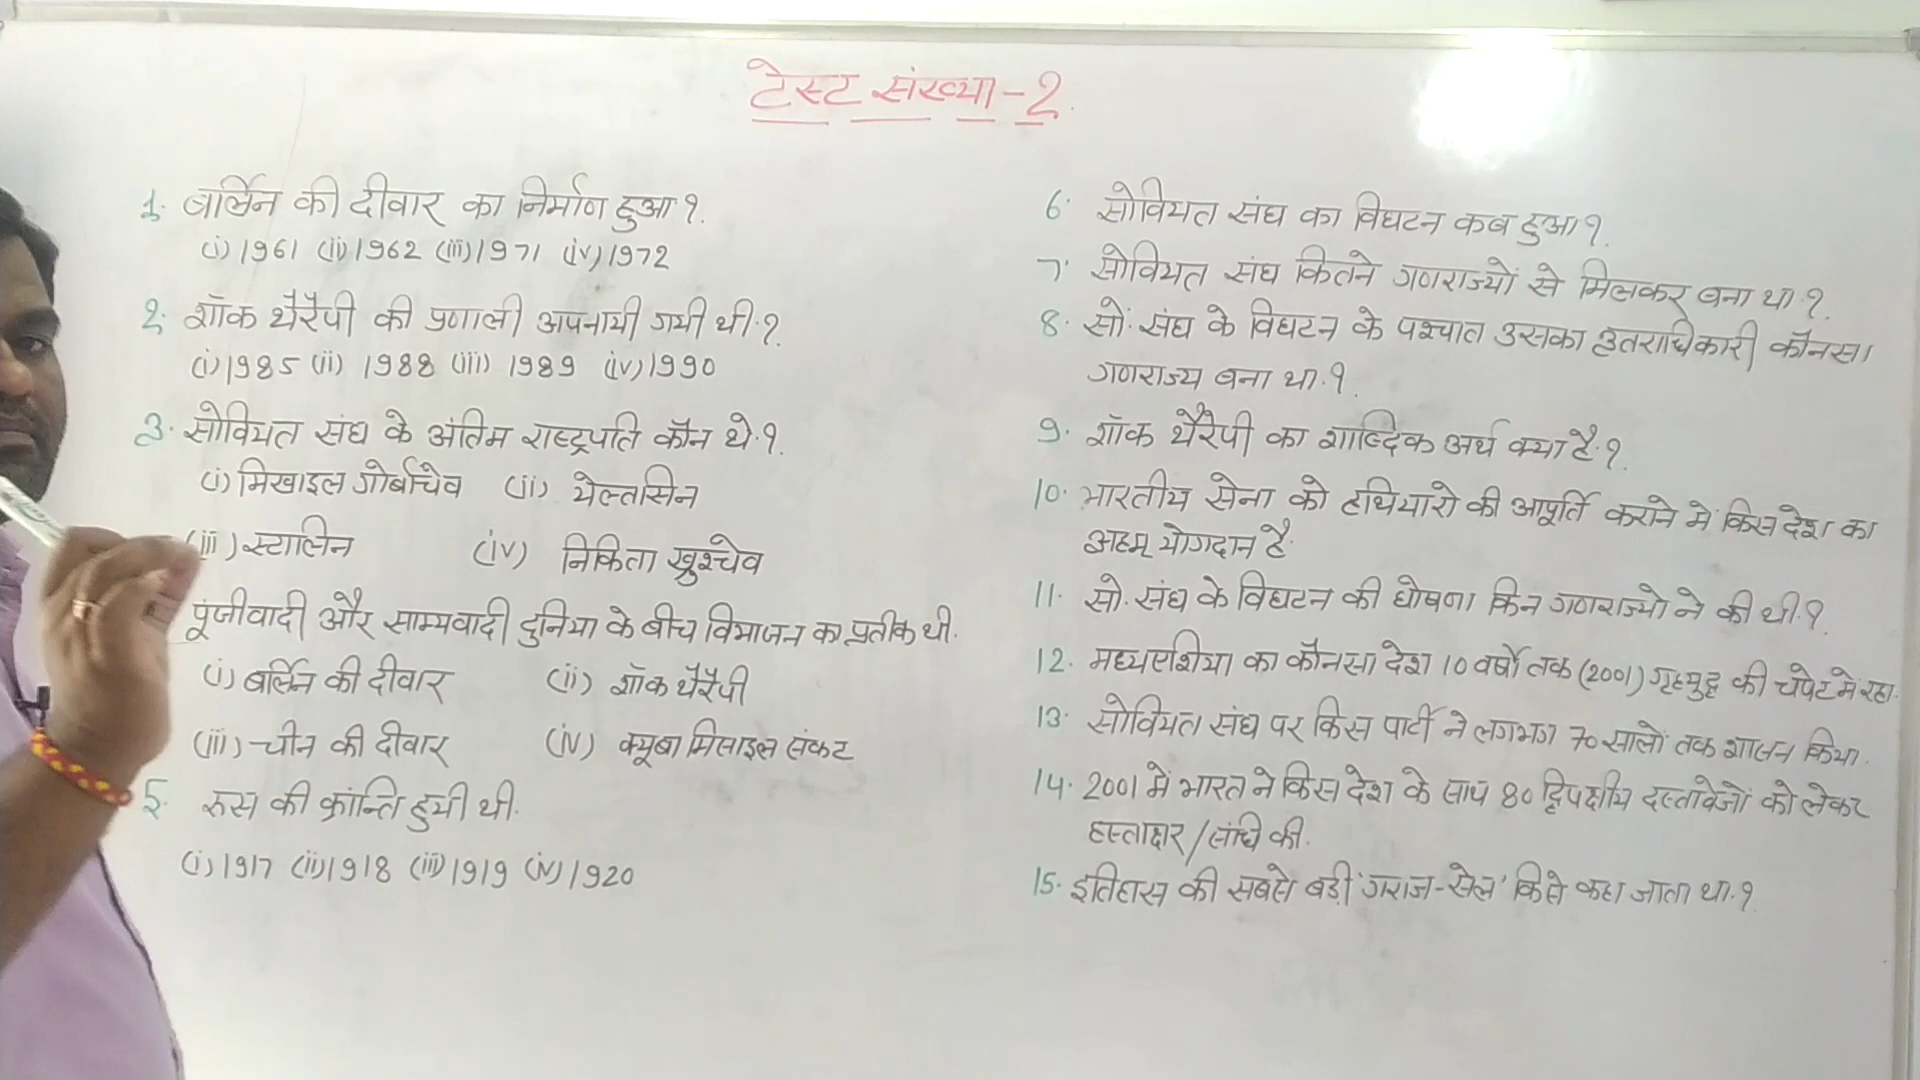 टेस्ट संख्या - 2.
1. बर्लिन की दीवार का निर्माण हुआ ?.
(i) 1961 (ii) 1962 (iii) 1971 (iv) 1972
2. शॉक थैरैपी की प्रणाली अपनायी गयी थी.?.
(i) 1985 (ii) 1988 (iii) 1989 (iv) 1990
3. सोवियत संघ के अंतिम राष्ट्रपति कौन थे.?.
(i) मिखाइल गोर्बाचेव (ii) येल्तसिन
(iii) स्टालिन (iv) निकिता ख्रुश्चेव
पूंजीवादी और साम्यवादी दुनिया के बीच विभाजन का प्रतीक थी.
(i) बर्लिन की दीवार (ii) शॉक थैरैपी
(iii) चीन की दीवार (iv) क्यूबा मिसाइल संकट
5. रूस की क्रान्ति हुयी थी.
(i) 1917 (ii) 1918 (iii) 1919 (iv) 1920
6. सोवियत संघ का विघटन कब हुआ ?.
7. सोवियत संघ कितने गणराज्यों से मिलकर बना था.?.
8. सो. संघ के विघटन के पश्चात उसका उतराधिकारी कौनसा
गणराज्य बना था.?.
9. शॉक थैरेपी का शाब्दिक अर्थ क्या है.?.
10. भारतीय सेना को हथियारो की आपूर्ति कराने में किस देश का
अहम् योगदान है.
11. सो. संघ के विघटन की घोषणा किन गणराज्यो ने की थी.?.
12. मध्यएशिया का कौनसा देश 10 वर्षों तक (2001) गृहयुद्ध की चपेट में रहा.
13. सोवियत संघ पर किस पार्टी ने लगभग 70 सालों तक शासन किया.
14. 2001 में भारत ने किस देश के साथ 80 द्विपक्षीय दस्तावेजों को लेकर
हस्ताक्षर / संधि की.
15. इतिहास की सबसे बड़ी 'गराज-सेल' किसे कहा जाता था.?.